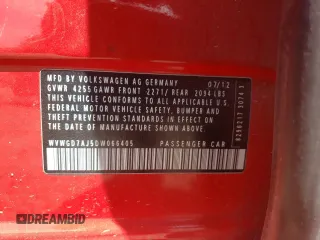 MFD. BY VOLKSWAGEN AG GERMANY 07/12
GVWR 4255 GAWR FRONT 2271/ REAR 2094 LBS
THIS VEHICLE CONFORMS TO ALL APPLICABLE U.S.
FEDERAL MOTOR VEHICLE SAFETY, BUMPER, AND
THEFT PREVENTION STANDARDS IN EFFECT ON THE
DATE OF MANUFACTURE SHOWN ABOVE.
PASSENGER CAR
DREAMBID